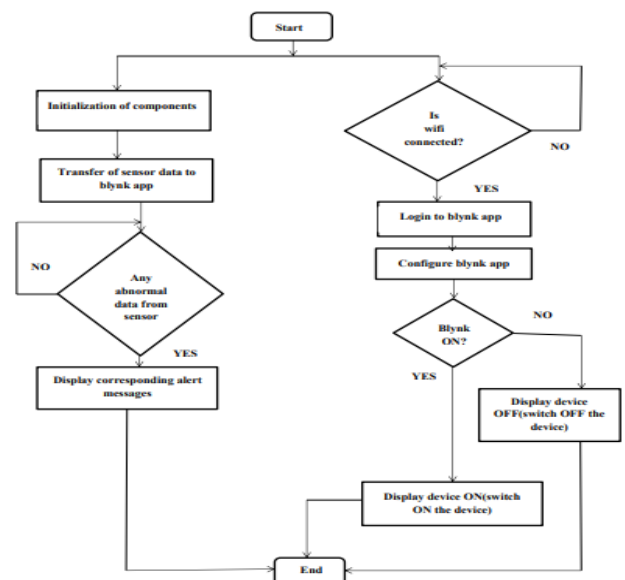 Start
Initialization of components
Transfer of sensor data to
blynk app
NO
Any
abnormal
data from
sensor
YES
Display corresponding alert
messages
Is
wifi
connected?
NO
YES
Login to blynk app
Configure blynk app
Blynk
ON?
NO
YES
Display device
OFF(switch OFF the
device)
Display device ON(switch
ON the device)
End